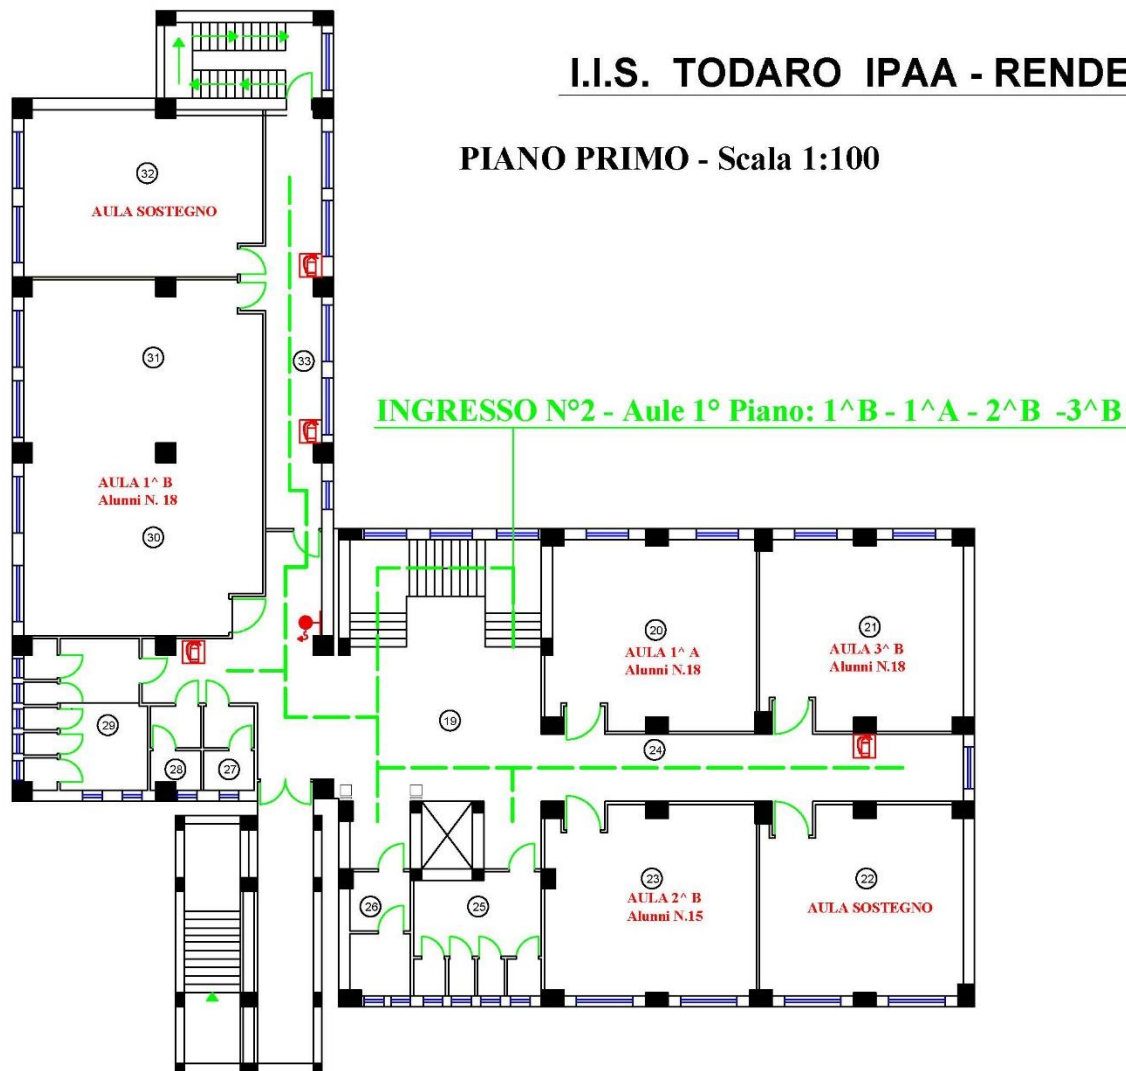 I.I.S. TODARO IPAA - RENDE
PIANO PRIMO - Scala 1:100
32
AULA SOSTEGNO
31
33
INGRESSO N°2 - Aule 1° Piano: 1^B - 1^A - 2^B -3^B
AULA 1^ B
Alunni N. 18
30
20
AULA 1^ A
Alunni N.18
21
AULA 3^ B
Alunni N.18
29
28
27
19
24
26
25
23
AULA 2^ B
Alunni N.15
22
AULA SOSTEGNO